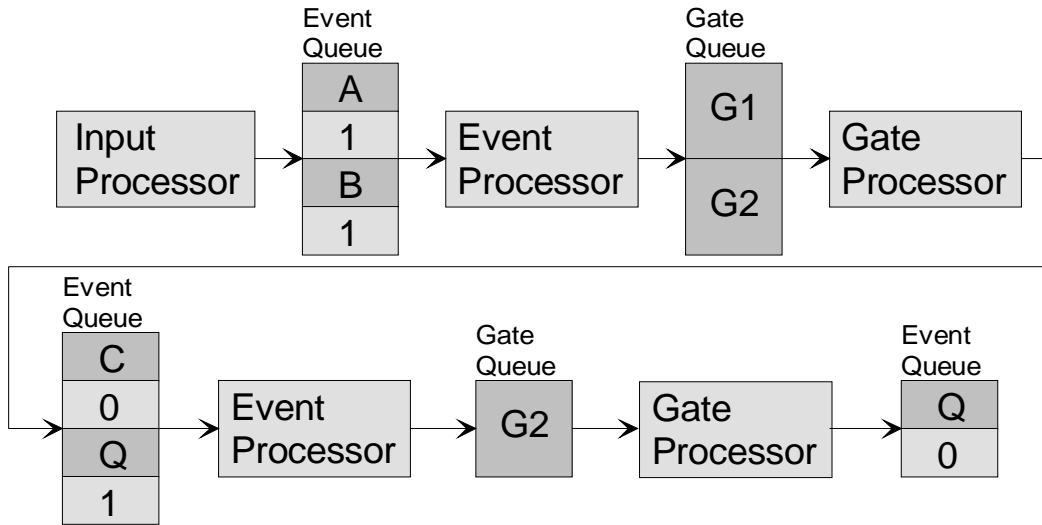 Event
Queue
A
1
B
1
Input
Processor
Event
Processor
Gate
Queue
G1
G2
Gate
Processor
Event
Queue
C
0
Q
1
Event
Processor
Gate
Queue
G2
Gate
Processor
Event
Queue
Q
0